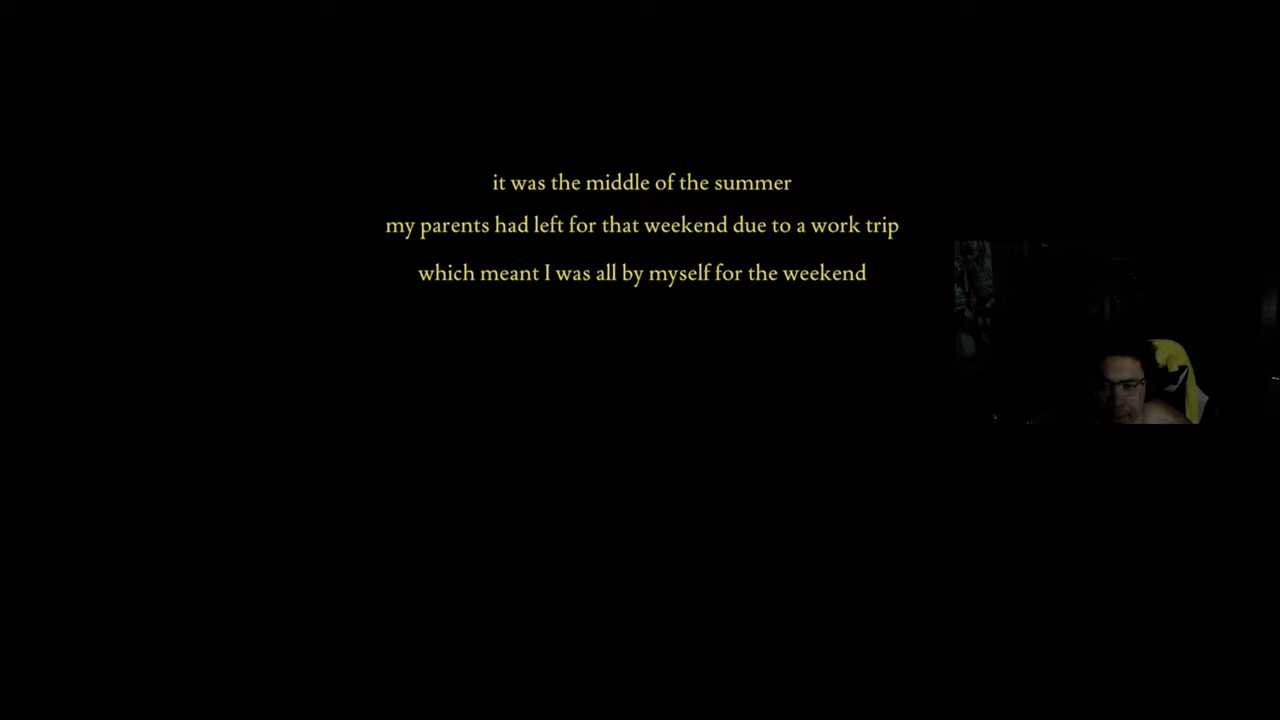 it was the middle of the summer
my parents had left for that weekend due to a work trip
which meant I was all by myself for the weekend